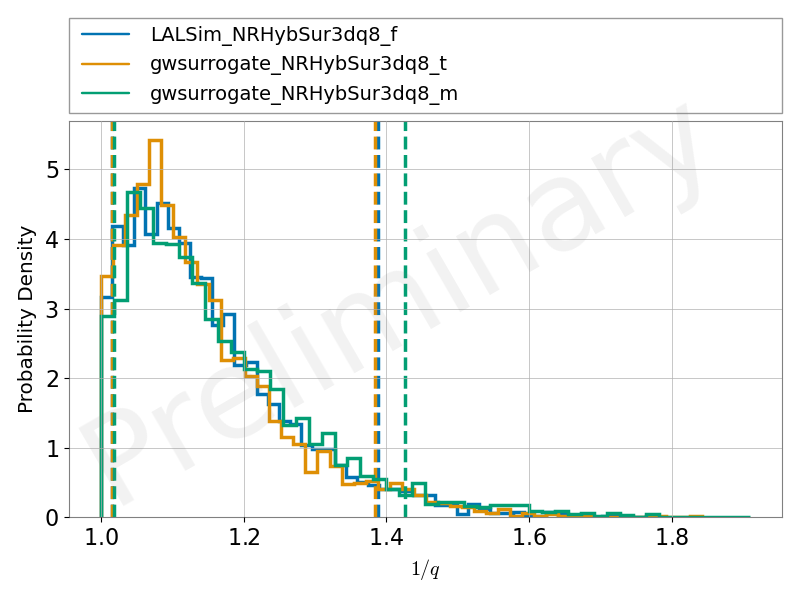 LALSim_NRHybSur3dq8_f
gwsurrogate_NRHybSur3dq8_t
gwsurrogate_NRHybSur3dq8_m
Preliminary
Probability Density
5
4
3
2
1
0
1.0 1.2 1.4 1.6 1.8
1/q